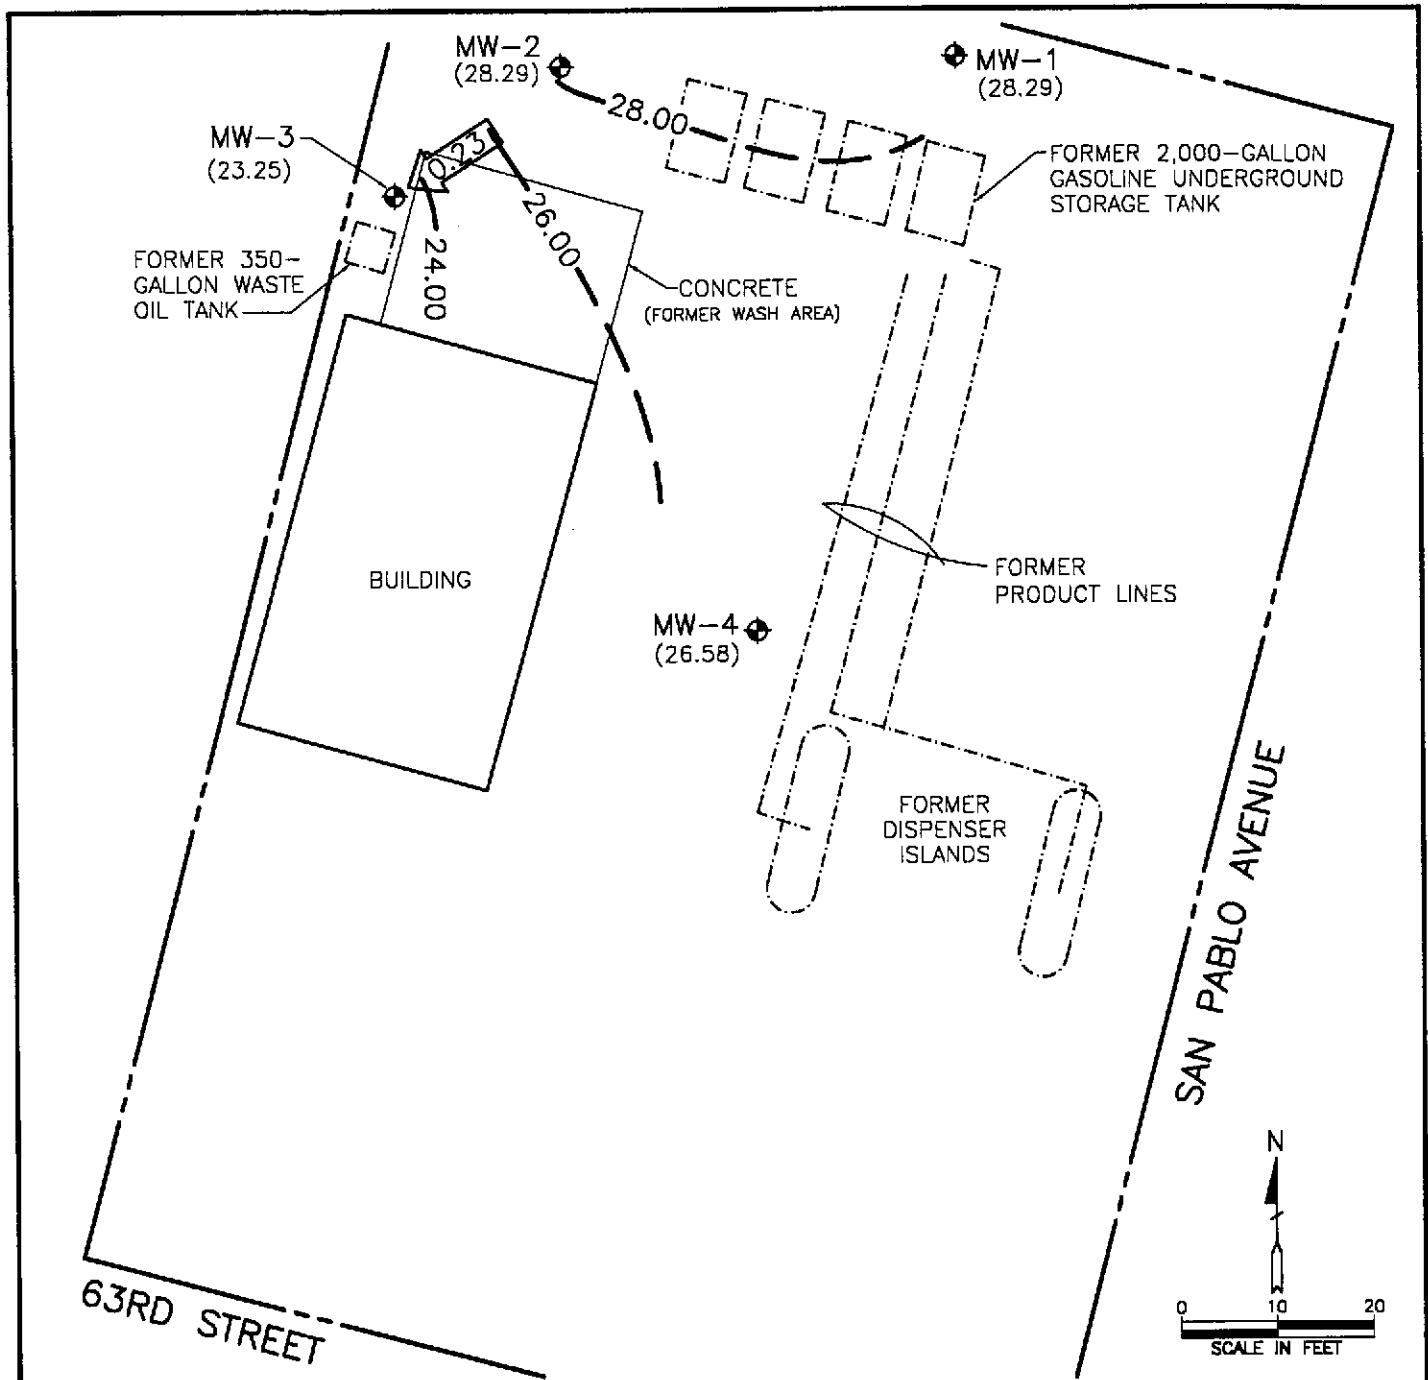 MW-2
(28.29)
MW-1
(28.29)
28.00
MW-3
(23.25)
0.23
FORMER 2,000-GALLON
GASOLINE UNDERGROUND
STORAGE TANK
26.00
24.00
FORMER 350-
GALLON WASTE
OIL TANK
CONCRETE
(FORMER WASH AREA)
BUILDING
FORMER
PRODUCT LINES
MW-4
(26.58)
FORMER
DISPENSER
ISLANDS
SAN PABLO AVENUE
63RD STREET
N
0 10 20
SCALE IN FEET